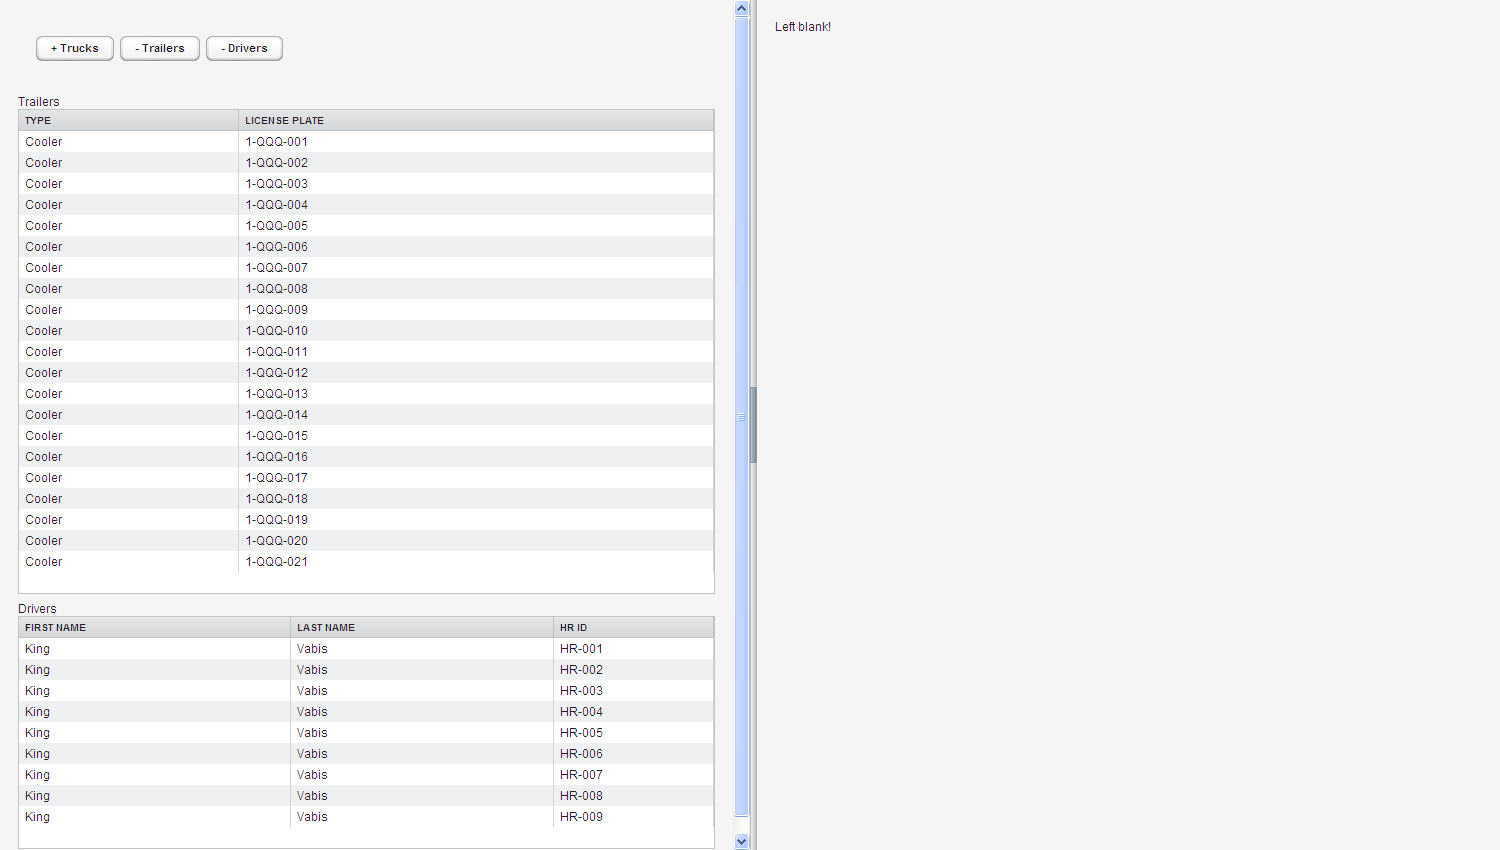 + Trucks - Trailers - Drivers
Left blank!
Trailers
TYPE LICENSE PLATE
Cooler 1-QQQ-001
Cooler 1-QQQ-002
Cooler 1-QQQ-003
Cooler 1-QQQ-004
Cooler 1-QQQ-005
Cooler 1-QQQ-006
Cooler 1-QQQ-007
Cooler 1-QQQ-008
Cooler 1-QQQ-009
Cooler 1-QQQ-010
Cooler 1-QQQ-011
Cooler 1-QQQ-012
Cooler 1-QQQ-013
Cooler 1-QQQ-014
Cooler 1-QQQ-015
Cooler 1-QQQ-016
Cooler 1-QQQ-017
Cooler 1-QQQ-018
Cooler 1-QQQ-019
Cooler 1-QQQ-020
Cooler 1-QQQ-021
Drivers
FIRST NAME LAST NAME HR ID
King Vabis HR-001
King Vabis HR-002
King Vabis HR-003
King Vabis HR-004
King Vabis HR-005
King Vabis HR-006
King Vabis HR-007
King Vabis HR-008
King Vabis HR-009